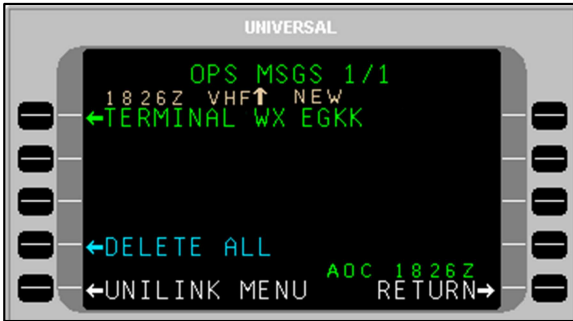 UNIVERSAL
OPS MSGS 1/1
1826Z VHF↑ NEW
←TERMINAL WX EGKK
←DELETE ALL
AOC 1826Z
←UNILINK MENU RETURN→